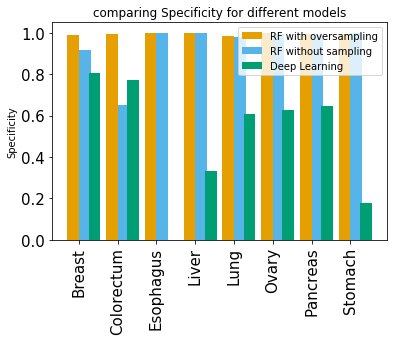 comparing Specificity for different models
RF with oversampling
RF without sampling
Deep Learning
Specificity
1.0
0.8
0.6
0.4
0.2
0.0
Breast
Colorectum
Esophagus
Liver
Lung
Ovary
Pancreas
Stomach